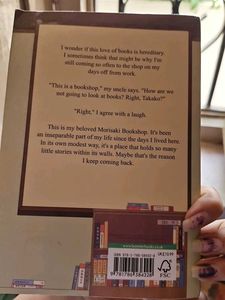 I wonder if this love of books is hereditary.
I sometimes think that might be why I'm
still coming so often to the shop on my
days off from work.
"This is a bookshop," my uncle says, "How are we
not going to look at books? Right, Takako?"
"Right," I agree with a laugh.
This is my beloved Morisaki Bookshop. It's been
an inseparable part of my life since the days I lived here.
In its own modest way, it's a place that holds so many
little stories within its walls. Maybe that's the reason
I keep coming back.
FSC